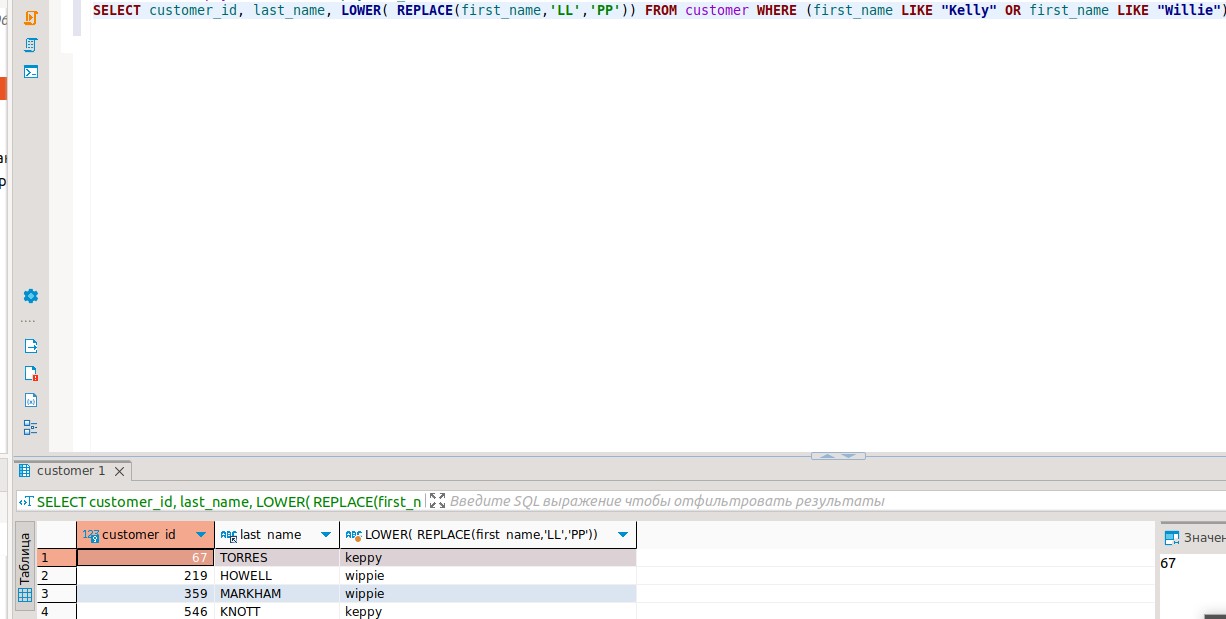 SELECT customer_id, last_name, LOWER( REPLACE(first_name,'LL','PP')) FROM customer WHERE (first_name LIKE "Kelly" OR first_name LIKE "Willie")
customer 1
SELECT customer_id, last_name, LOWER( REPLACE(first_n
Введите SQL выражение чтобы отфильтровать результаты
Таблица
customer_id last_name LOWER( REPLACE(first_name,'LL','PP'))
1 67 TORRES keppy
2 219 HOWELL wippie
3 359 MARKHAM wippie
4 546 KNOTT keppy
Значен
67